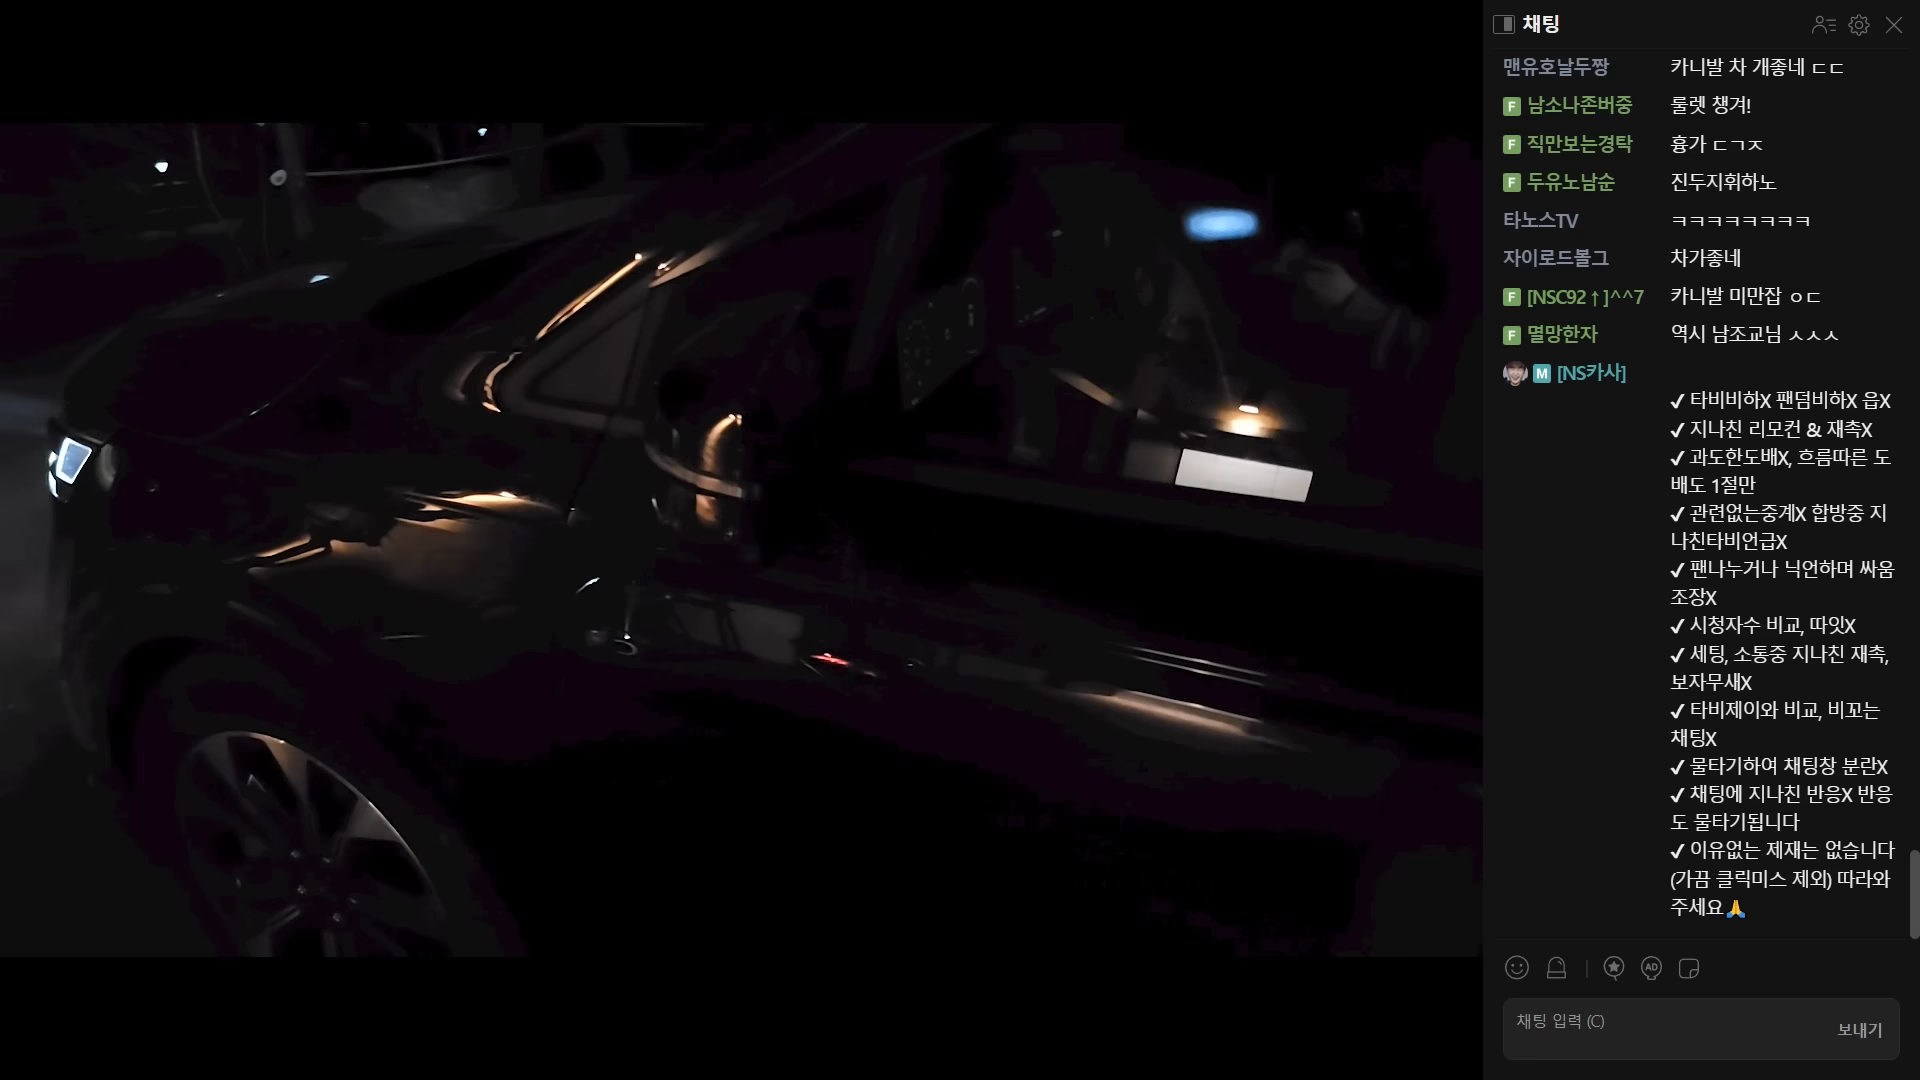 채팅
맨유호날두짱 카니발 차 개좋네 ㄷㄷ
F 남소나존버중 룰렛 챙겨!
F 직만보는경탁 흉가 ㄷㄱㅈ
F 두유노남순 진두지휘하노
타노스TV ㅋㅋㅋㅋㅋㅋㅋㅋ
자이로드볼그 차가좋네
F [NSC92↑]^^7 카니발 미만잡 ㅇㄷ
F 멸망한자 역시 남조교님 ㅅㅅㅅ
M [NS카사]
✓ 타비비하X 팬덤비하X 읍X
✓ 지나친 리모컨 & 재촉X
✓ 과도한도배X, 흐름따른 도
배도 1절만
✓ 관련없는중계X 합방중 지
나친타비언급X
✓ 팬나누거나 닉언하며 싸움
조장X
✓ 시청자수 비교, 따잇X
✓ 세팅, 소통중 지나친 재촉,
보자무새X
✓ 타비제이와 비교, 비꼬는
채팅X
✓ 물타기하여 채팅창 분란X
✓ 채팅에 지나친 반응X 반응
도 물타기됩니다
✓ 이유없는 제재는 없습니다
(가끔 클릭미스 제외) 따라와
주세요🙏
AD
채팅 입력 (C)
보내기